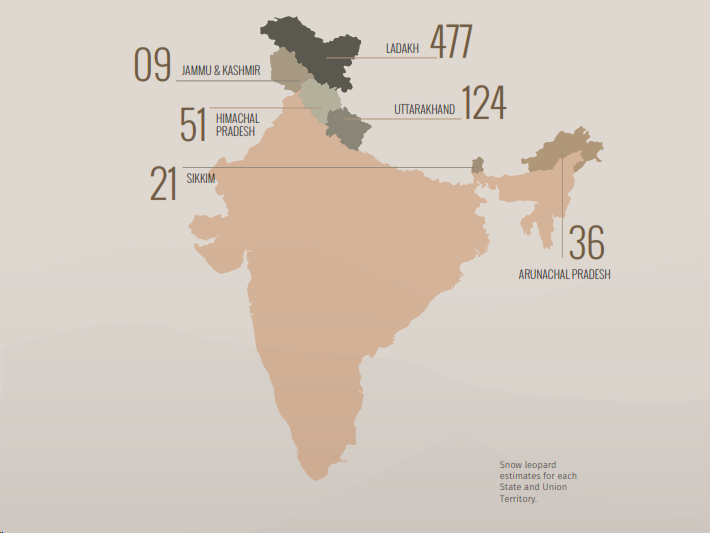 LADAKH 477
09 JAMMU & KASHMIR
UTTARAKHAND 124
51 HIMACHAL
PRADESH
21 SIKKIM
36
ARUNACHAL PRADESH
Snow leopard
estimates for each
State and Union
Territory.